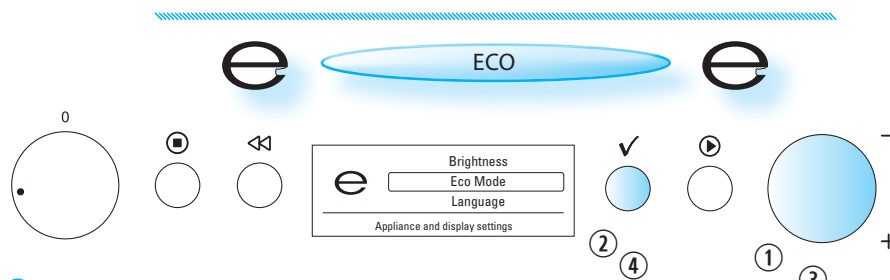 ECO
0
Brightness
Eco Mode
Language
Appliance and display settings
−
+
② ①
④ ③